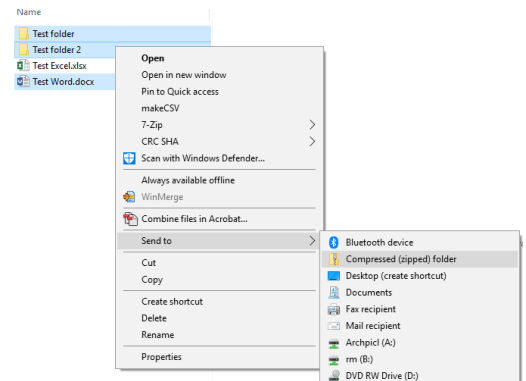 Name
Test folder
Test folder 2
Test Excel.xlsx
Test Word.docx
Open
Open in new window
Pin to Quick access
makeCSV
7-Zip
CRC SHA
Scan with Windows Defender...
Always available offline
WinMerge
Combine files in Acrobat...
Send to
Cut
Copy
Create shortcut
Delete
Rename
Properties
Bluetooth device
Compressed (zipped) folder
Desktop (create shortcut)
Documents
Fax recipient
Mail recipient
Archpicl (A:)
rm (B:)
DVD RW Drive (D:)